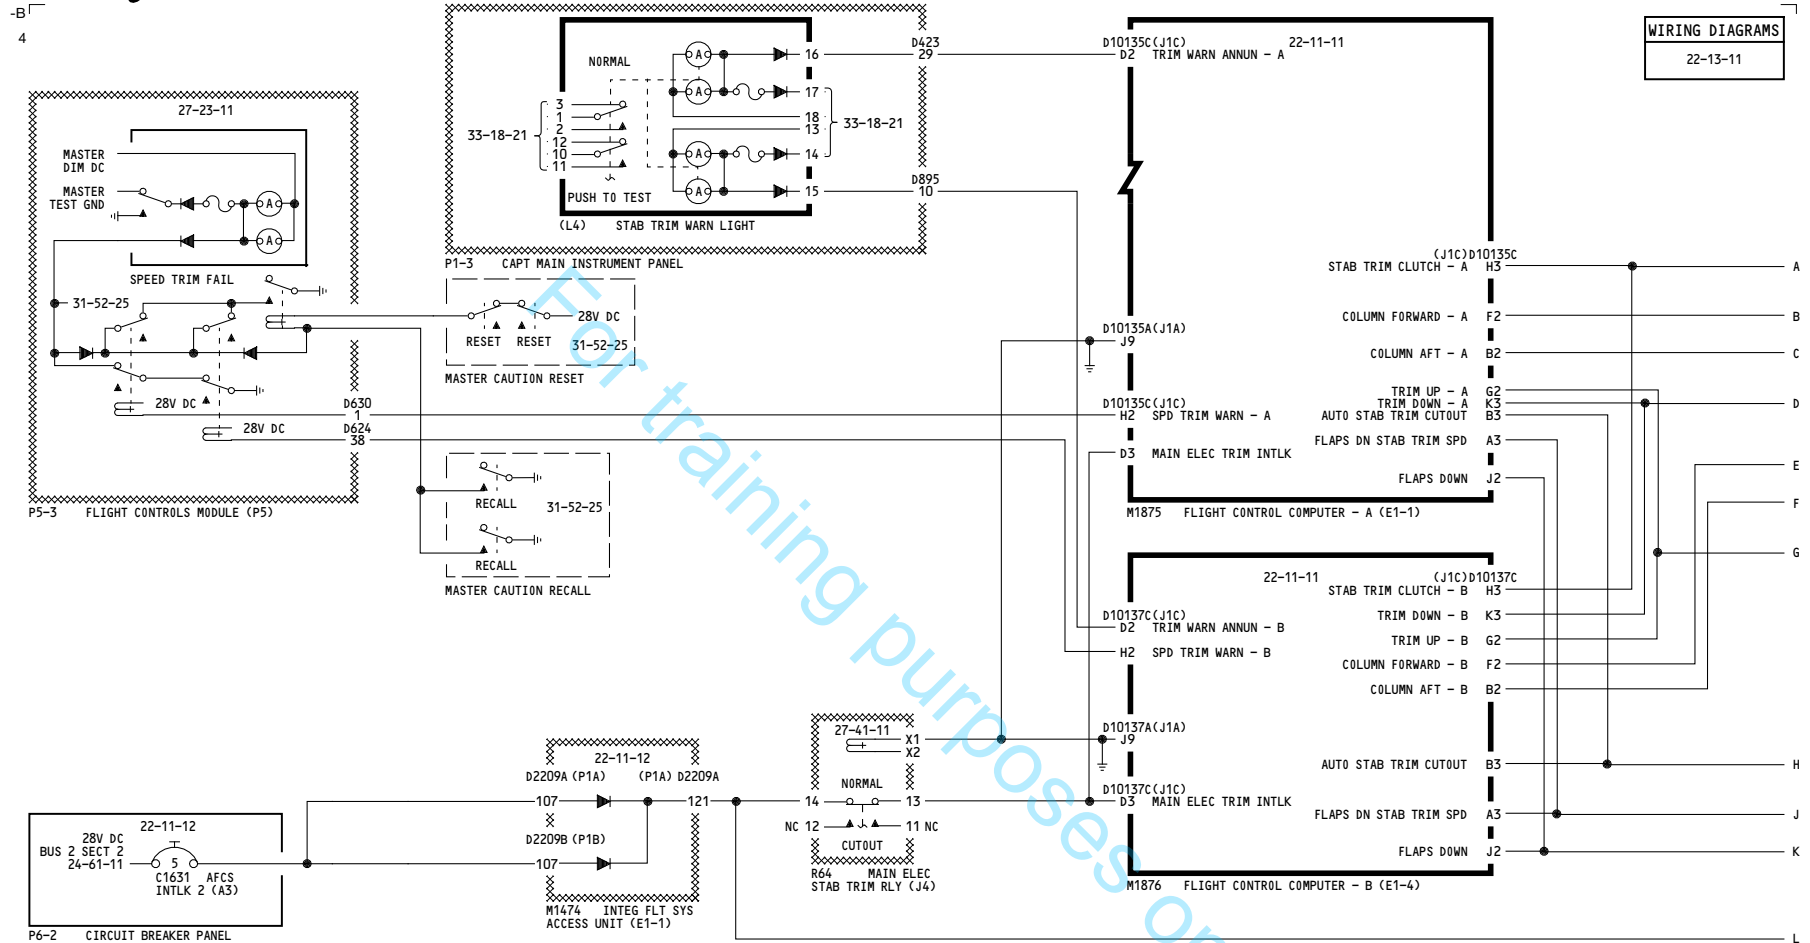 -B
4
WIRING DIAGRAMS
22-13-11
27-23-11
MASTER
DIM DC
MASTER
TEST GND
A
A
SPEED TRIM FAIL
31-52-25
28V DC
28V DC
D630
1
D624
38
P5-3 FLIGHT CONTROLS MODULE (P5)
NORMAL
33-18-21
3
1
2
12
10
11
PUSH TO TEST
A
A
A
A
16
17
18
13
14
15
33-18-21
(L4) STAB TRIM WARN LIGHT
D423
29
D895
10
P1-3 CAPT MAIN INSTRUMENT PANEL
28V DC
RESET RESET
31-52-25
MASTER CAUTION RESET
RECALL
31-52-25
RECALL
MASTER CAUTION RECALL
D10135C(J1C)
D2 TRIM WARN ANNUN - A
22-11-11
D10135A(J1A)
J9
D10135C(J1C)
H2 SPD TRIM WARN - A
D3 MAIN ELEC TRIM INTLK
(J1C)D10135C
STAB TRIM CLUTCH - A H3
COLUMN FORWARD - A F2
COLUMN AFT - A B2
TRIM UP - A G2
TRIM DOWN - A K3
AUTO STAB TRIM CUTOUT B3
FLAPS DN STAB TRIM SPD A3
FLAPS DOWN J2
M1875 FLIGHT CONTROL COMPUTER - A (E1-1)
22-11-11
(J1C)D10137C
STAB TRIM CLUTCH - B H3
TRIM DOWN - B K3
TRIM UP - B G2
COLUMN FORWARD - B F2
COLUMN AFT - B B2
AUTO STAB TRIM CUTOUT B3
FLAPS DN STAB TRIM SPD A3
FLAPS DOWN J2
D10137C(J1C)
D2 TRIM WARN ANNUN - B
H2 SPD TRIM WARN - B
D10137A(J1A)
J9
D10137C(J1C)
D3 MAIN ELEC TRIM INTLK
M1876 FLIGHT CONTROL COMPUTER - B (E1-4)
A
B
C
D
E
F
G
H
J
K
L
27-41-11
X1
X2
NORMAL
14
13
NC 12
11 NC
CUTOUT
R64 MAIN ELEC
STAB TRIM RLY (J4)
22-11-12
D2209A (P1A)
(P1A) D2209A
107
121
D2209B (P1B)
107
M1474 INTEG FLT SYS
ACCESS UNIT (E1-1)
22-11-12
28V DC
BUS 2 SECT 2
24-61-11
5
C1631 AFCS
INTLK 2 (A3)
P6-2 CIRCUIT BREAKER PANEL
For training purposes or